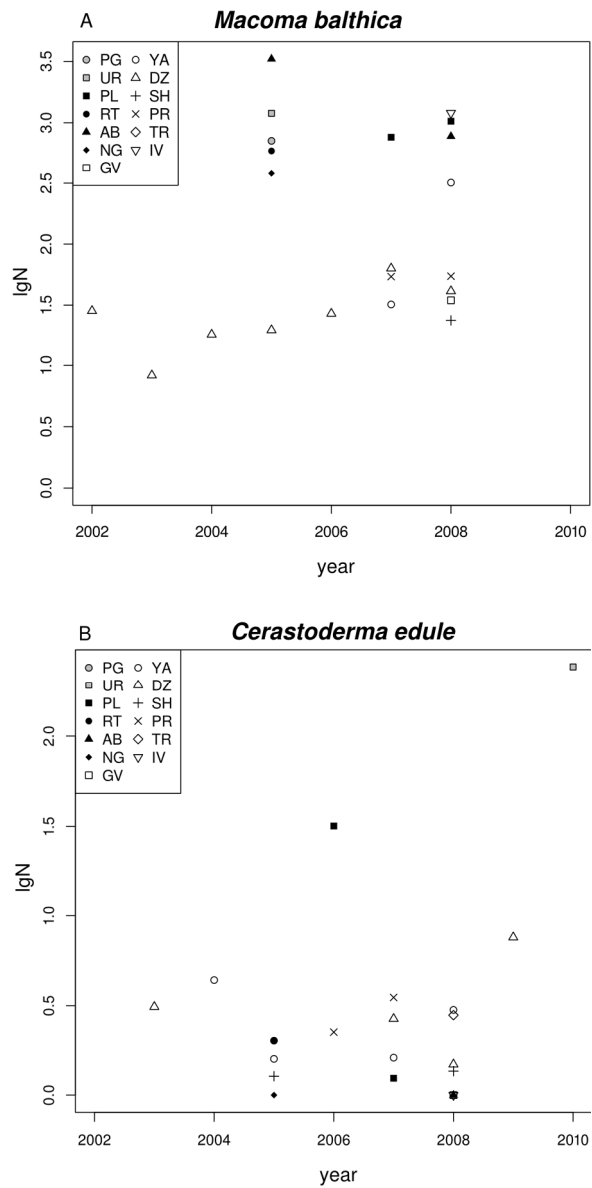 A Macoma balthica
PG YA
UR DZ
PL SH
RT PR
AB TR
NG IV
GV
lgN
0.0 0.5 1.0 1.5 2.0 2.5 3.0 3.5
2002 2004 2006 2008 2010
year
B Cerastoderma edule
PG YA
UR DZ
PL SH
RT PR
AB TR
NG IV
GV
lgN
0.0 0.5 1.0 1.5 2.0
2002 2004 2006 2008 2010
year